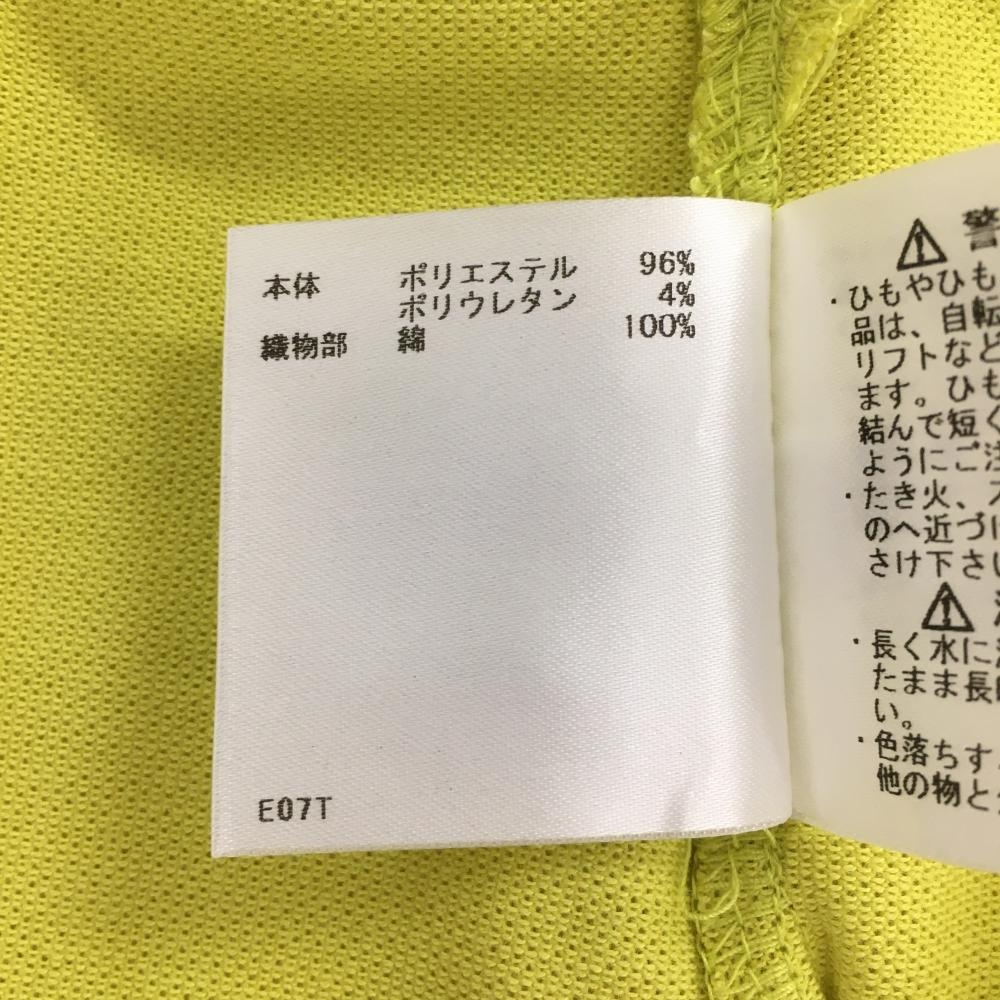 本体 ポリエステル 96%
ポリウレタン 4%
織物部 綿 100%
E07T
警
・ひもやひも
品は、自転
リフトなど
ます。ひも
結んで短く
ようにご注
・たき火、ス
のへ近づけ
さけ下さい
・長く水に
たまま長
い。
・色落ちす
他の物と